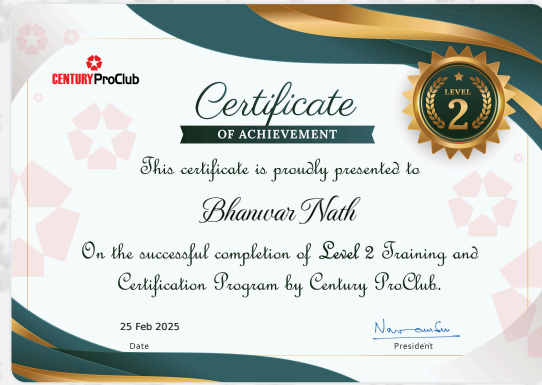 CENTURY ProClub
Certificate
OF ACHIEVEMENT
LEVEL
2
This certificate is proudly presented to
Bhanwar Nath
On the successful completion of Level 2 Training and
Certification Program by Century ProClub.
25 Feb 2025
Date
President